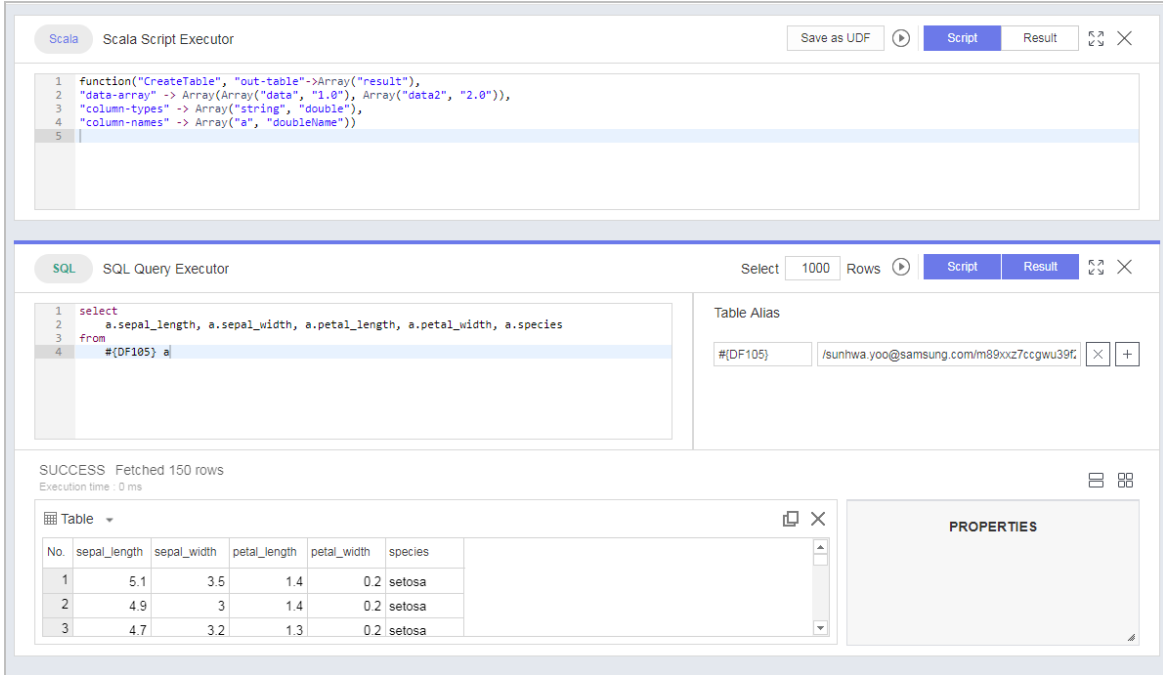 Scala Scala Script Executor Save as UDF Script Result
1 function("CreateTable", "out-table"->Array("result"),
2 "data-array" -> Array(Array("data", "1.0"), Array("data2", "2.0")),
3 "column-types" -> Array("string", "double"),
4 "column-names" -> Array("a", "doubleName"))
5
SQL SQL Query Executor Select 1000 Rows Script Result
1 select
2 a.sepal_length, a.sepal_width, a.petal_length, a.petal_width, a.species
3 from
4 #{DF105} a
Table Alias
#{DF105} /sunhwa.yoo@samsung.com/m89xxz7ccgwu39f2
SUCCESS Fetched 150 rows
Execution time : 0 ms
Table
No. sepal_length sepal_width petal_length petal_width species
1 5.1 3.5 1.4 0.2 setosa
2 4.9 3 1.4 0.2 setosa
3 4.7 3.2 1.3 0.2 setosa
PROPERTIES